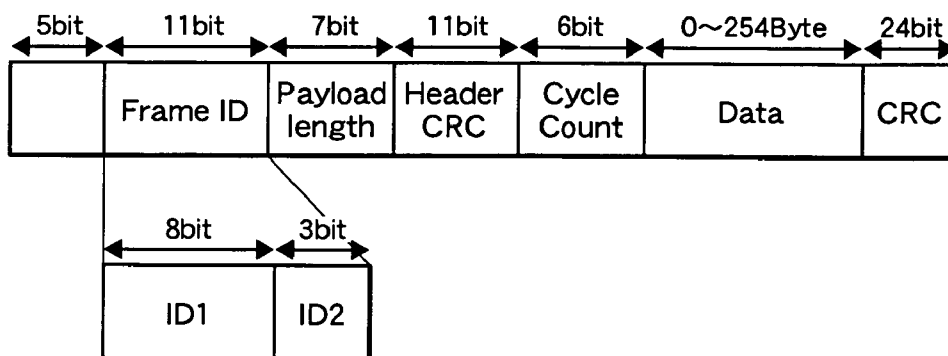 5bit 11bit 7bit 11bit 6bit 0～254Byte 24bit
Frame ID
Payload
length
Header
CRC
Cycle
Count
Data
CRC
8bit 3bit
ID1 ID2